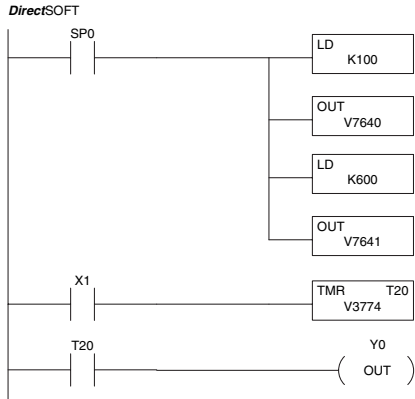 DirectSOFT
SP0
LD
K100
OUT
V7640
LD
K600
OUT
V7641
X1
TMR T20
V3774
T20
Y0
OUT